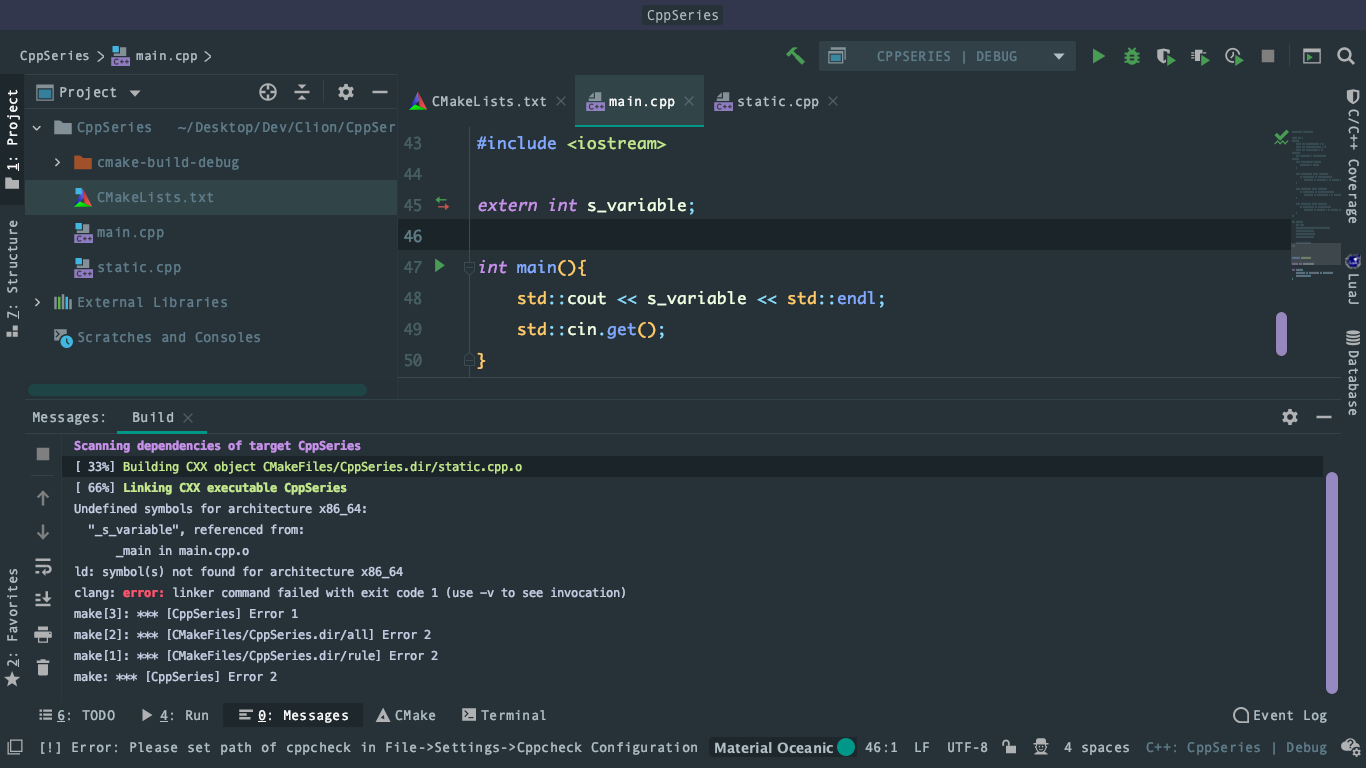 CppSeries
CppSeries > main.cpp >
CPPSERIES | DEBUG
1: Project
Z: Structure
2: Favorites
Project
CppSeries ~/Desktop/Dev/Clion/CppSer
cmake-build-debug
CMakeLists.txt
main.cpp
static.cpp
External Libraries
Scratches and Consoles
CMakeLists.txt × main.cpp × static.cpp ×
43 #include <iostream>
44
45 extern int s_variable;
46
47 int main(){
48 std::cout << s_variable << std::endl;
49 std::cin.get();
50 }
C/C++ Coverage
LuaJ
Database
Messages: Build ×
Scanning dependencies of target CppSeries
[ 33%] Building CXX object CMakeFiles/CppSeries.dir/static.cpp.o
[ 66%] Linking CXX executable CppSeries
Undefined symbols for architecture x86_64:
"_s_variable", referenced from:
_main in main.cpp.o
ld: symbol(s) not found for architecture x86_64
clang: error: linker command failed with exit code 1 (use -v to see invocation)
make[3]: *** [CppSeries] Error 1
make[2]: *** [CMakeFiles/CppSeries.dir/all] Error 2
make[1]: *** [CMakeFiles/CppSeries.dir/rule] Error 2
make: *** [CppSeries] Error 2
6: TODO 4: Run 0: Messages CMake Terminal Event Log
[!] Error: Please set path of cppcheck in File->Settings->Cppcheck Configuration Material Oceanic 46:1 LF UTF-8 4 spaces C++: CppSeries | Debug